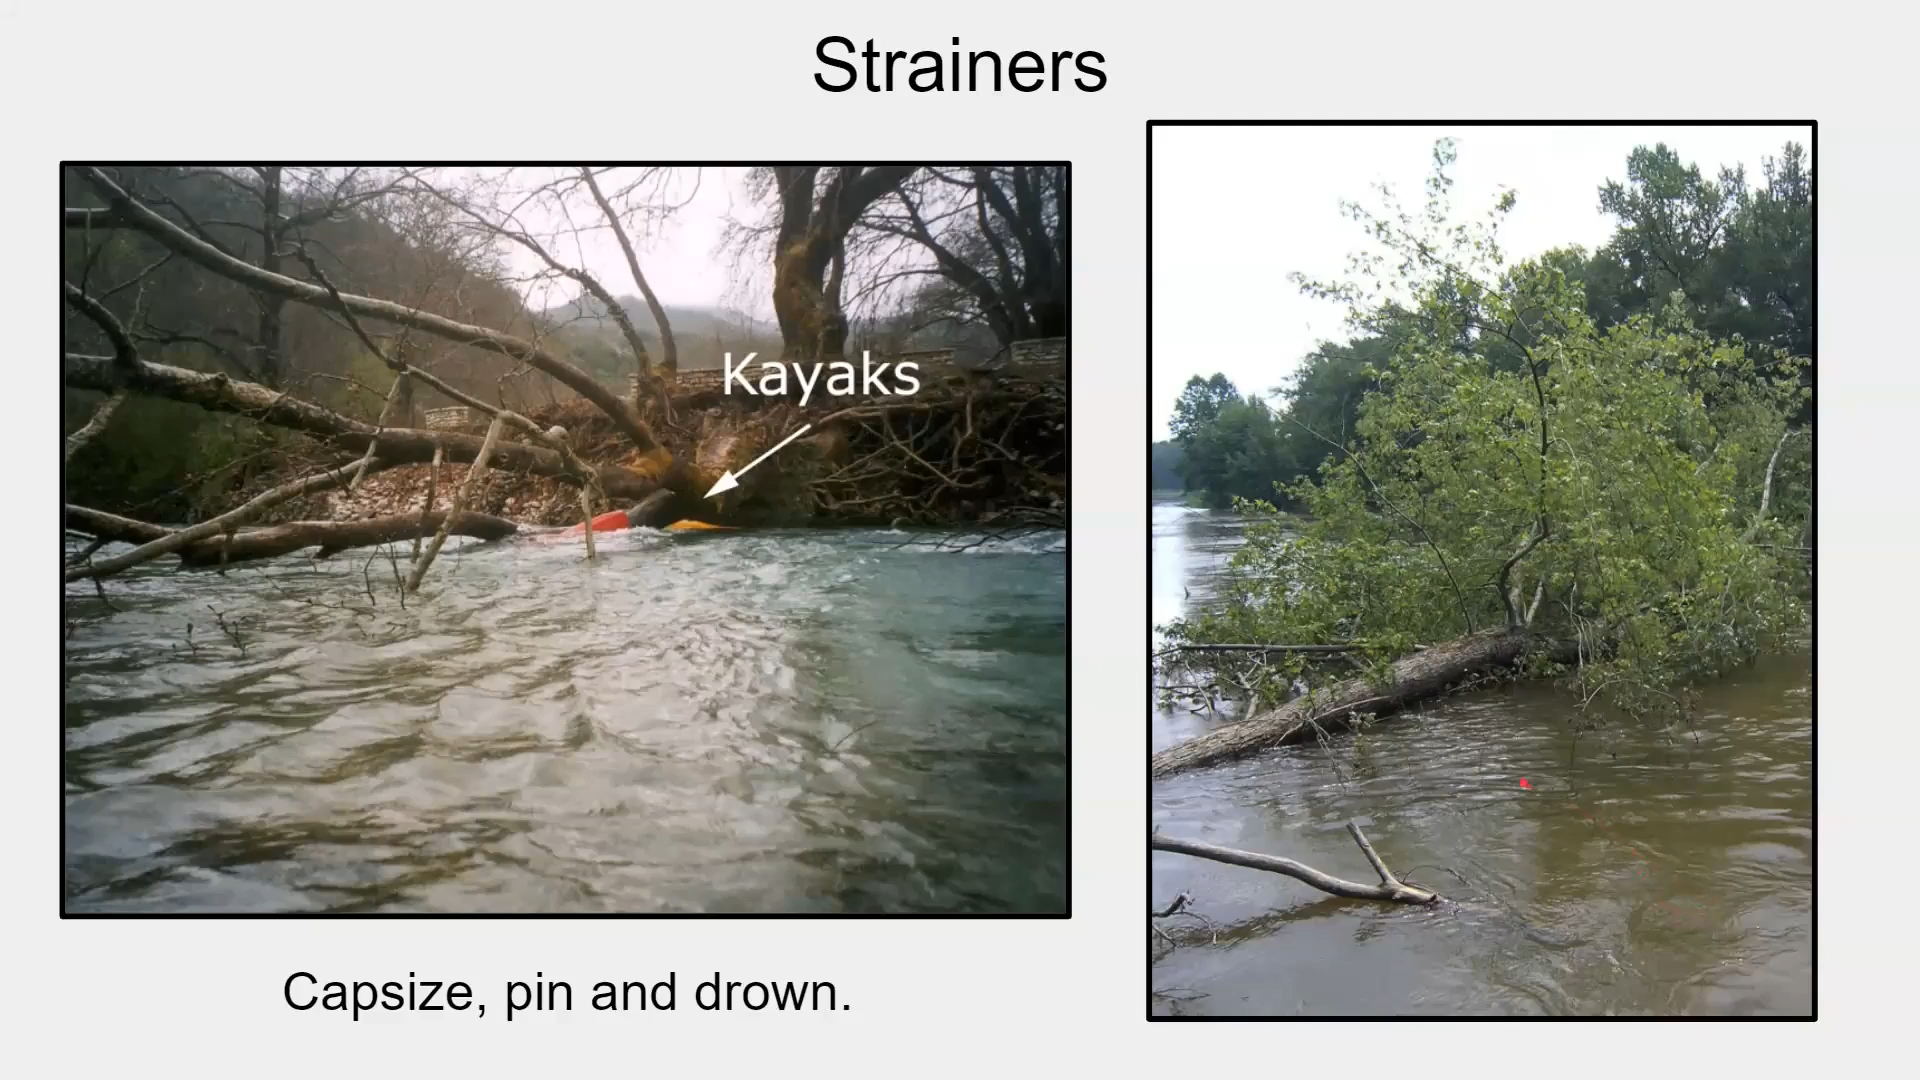 Strainers
Kayaks
Capsize, pin and drown.